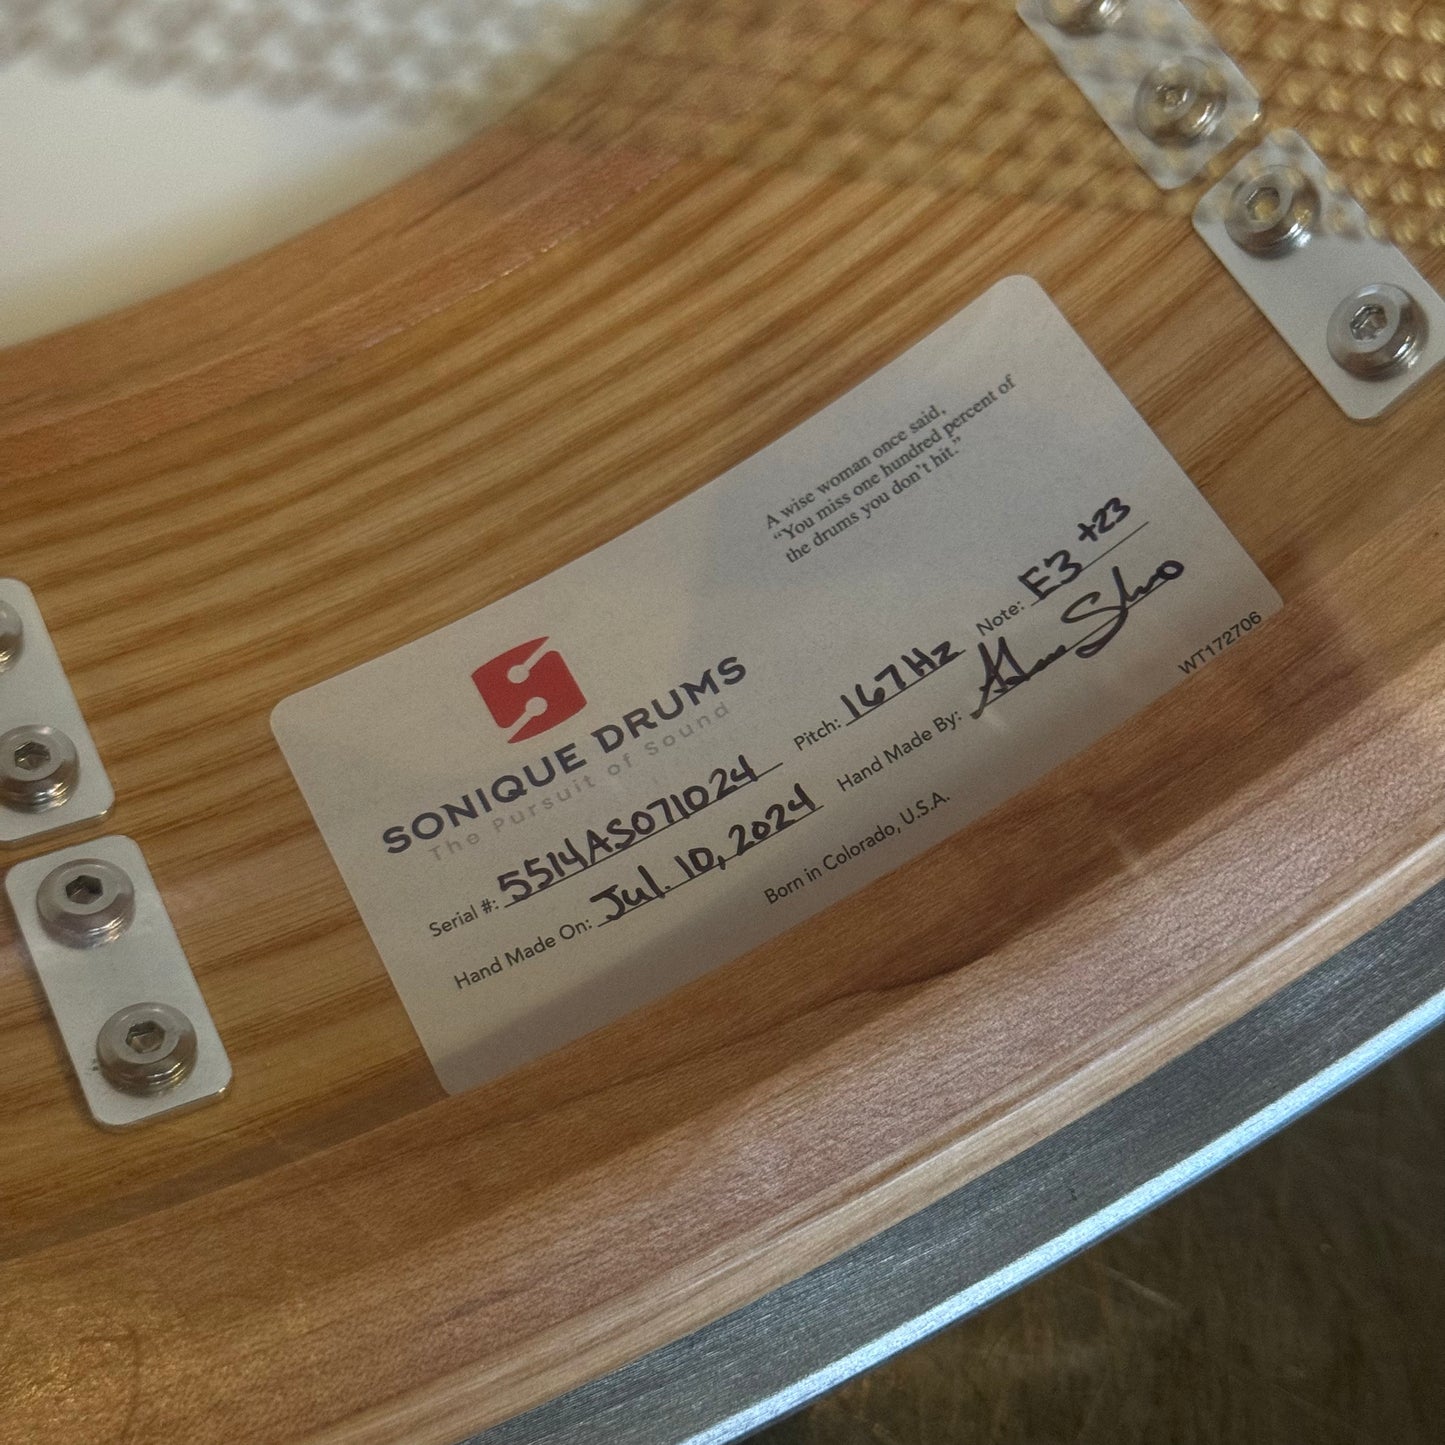 A wise woman once said,
“You miss one hundred percent of
the drums you don't hit.”
SONIQUE DRUMS
The Pursuit of Sound
Serial #: 5514AS071024 Pitch: 167Hz Note: E3 +23
Hand Made On: Jul. 10, 2024 Hand Made By:
Born in Colorado, U.S.A.
WT172706